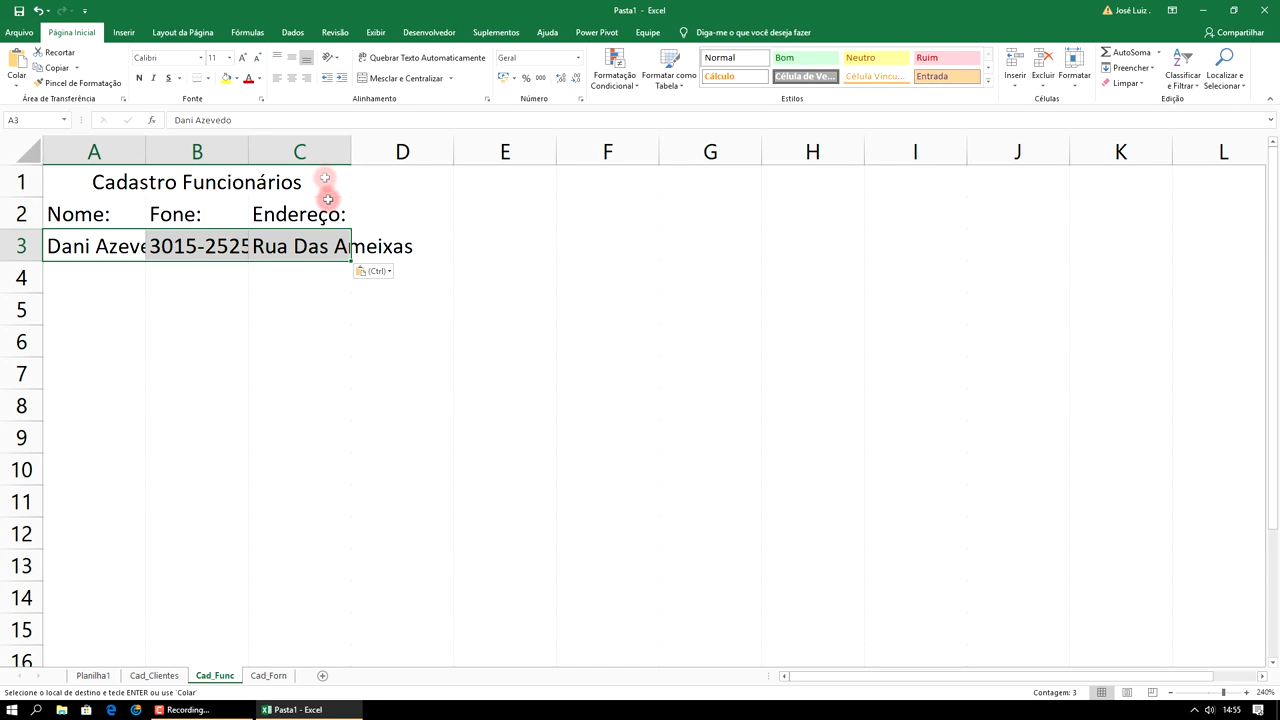 Pasta1 - Excel
José Luiz .
Arquivo Página Inicial Inserir Layout da Página Fórmulas Dados Revisão Exibir Desenvolvedor Suplementos Ajuda Power Pivot Equipe Diga-me o que você deseja fazer Compartilhar
Colar
Recortar
Copiar
Pincel de Formatação
Área de Transferência
Calibri 11
N I S
Fonte
Quebrar Texto Automaticamente
Mesclar e Centralizar
Alinhamento
Geral
% 000
Número
Formatação Condicional
Formatar como Tabela
Normal Bom Neutro Ruim
Cálculo Célula de Ve... Célula Vincu... Entrada
Estilos
Inserir Excluir Formatar
Células
AutoSoma
Preencher
Limpar
Classificar e Filtrar
Localizar e Selecionar
Edição
A3 fx Dani Azevedo
A B C D E F G H I J K L
1 Cadastro Funcionários
2 Nome: Fone: Endereço:
3 Dani Azeve 3015-2525 Rua Das Ameixas
(Ctrl)
4
5
6
7
8
9
10
11
12
13
14
15
16
Planilha1 Cad_Clientes Cad_Func Cad_Forn
Selecione o local de destino e tecle ENTER ou use 'Colar' Contagem: 3 240%
Recording... Pasta1 - Excel 14:55